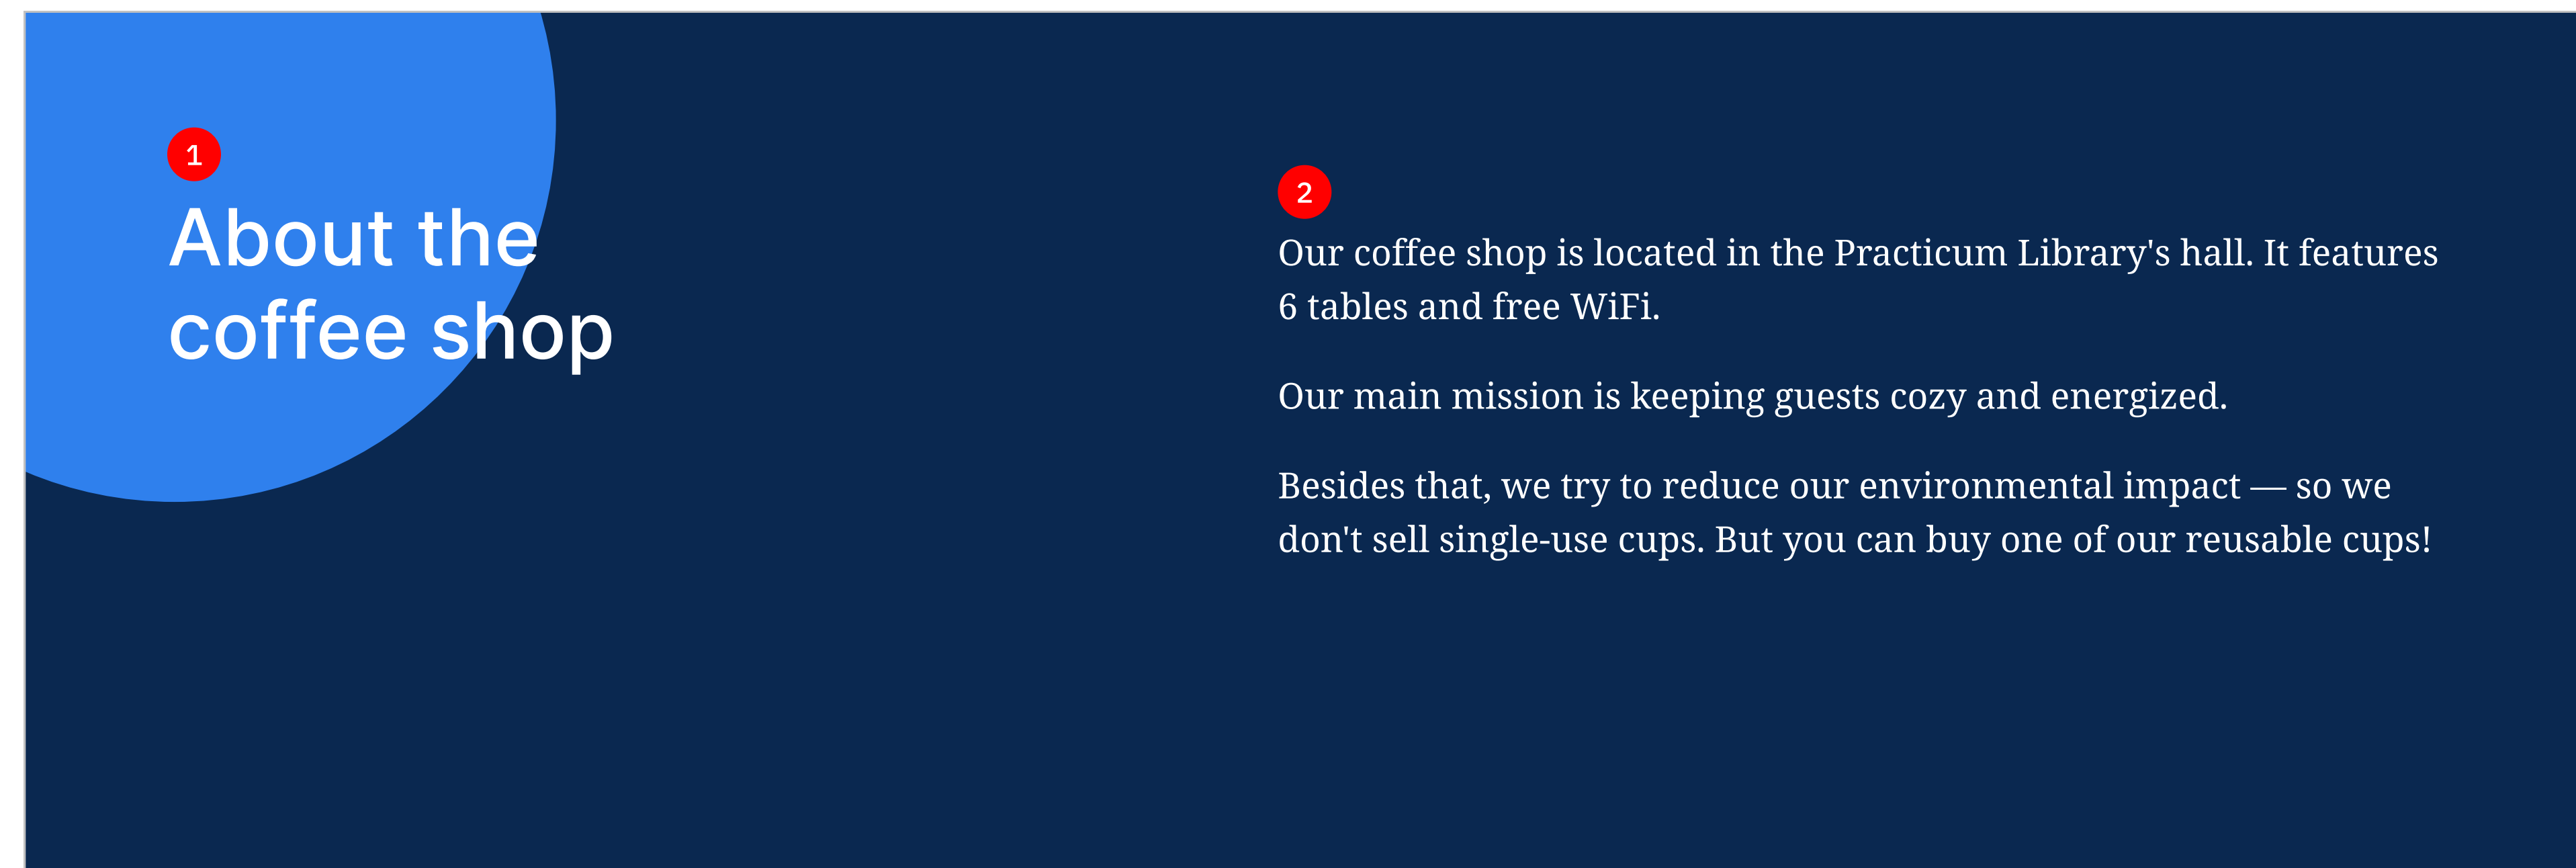 1
About the
coffee shop
2
Our coffee shop is located in the Practicum Library's hall. It features
6 tables and free WiFi.
Our main mission is keeping guests cozy and energized.
Besides that, we try to reduce our environmental impact — so we
don't sell single-use cups. But you can buy one of our reusable cups!